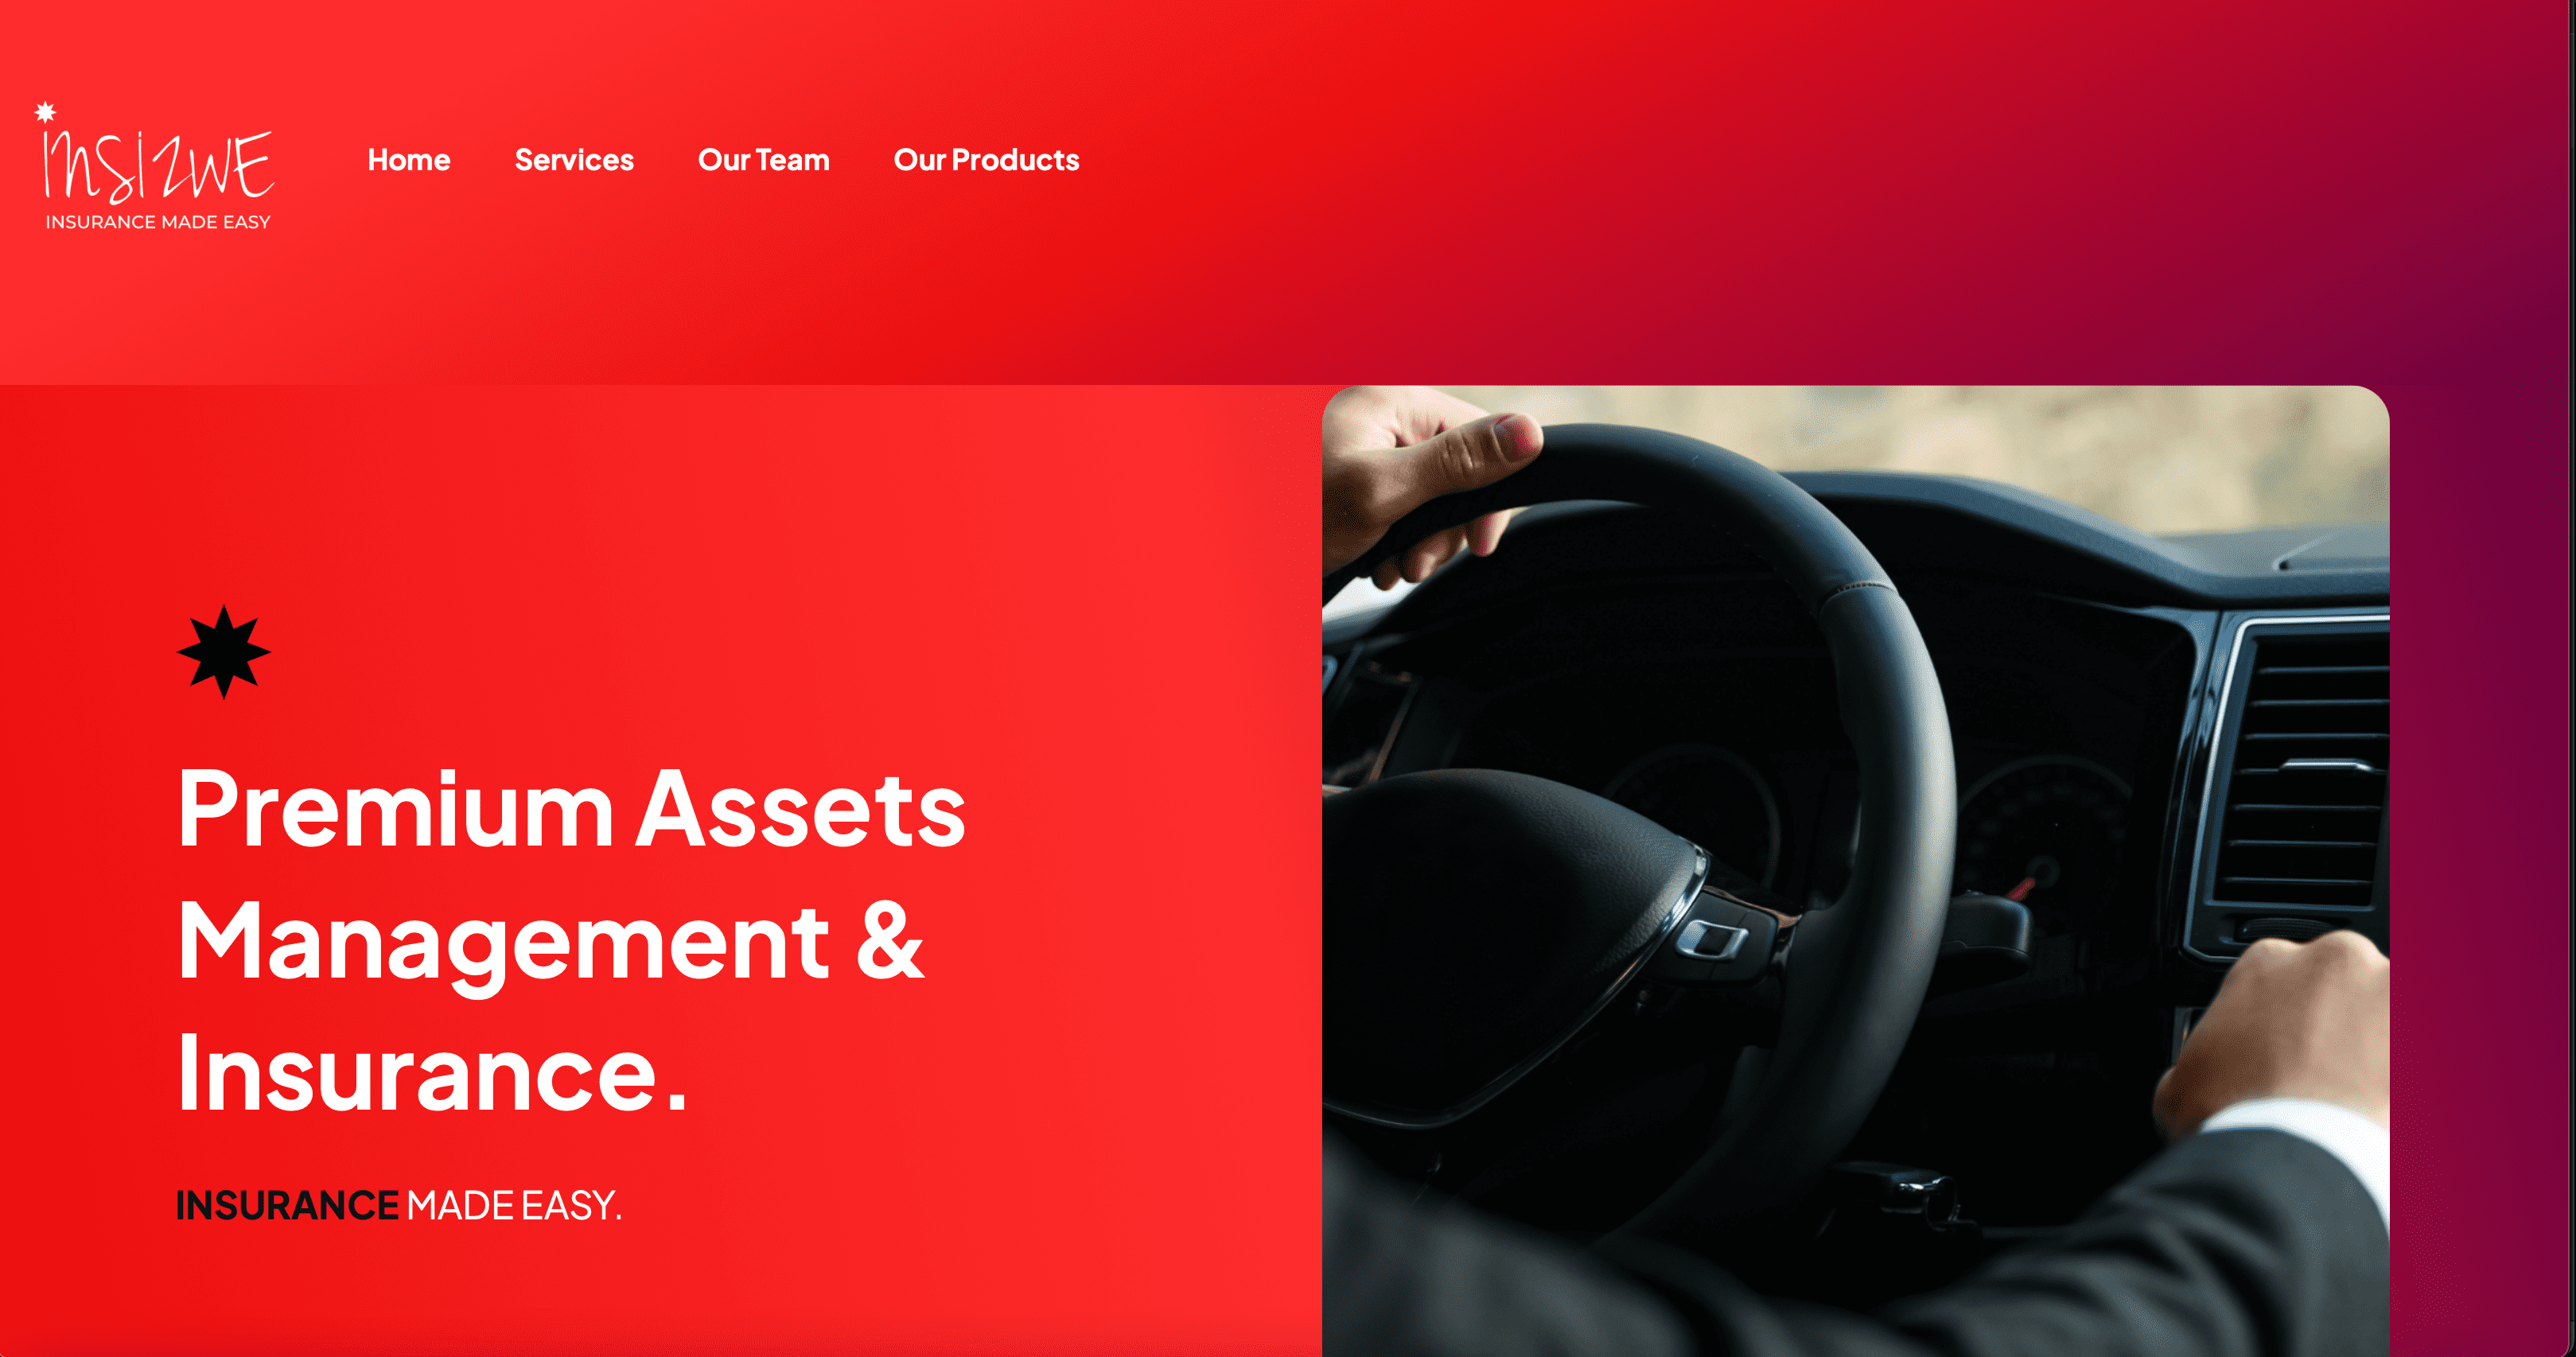 insizwe
INSURANCE MADE EASY
Home Services Our Team Our Products
Premium Assets
Management &
Insurance.
INSURANCE MADE EASY.